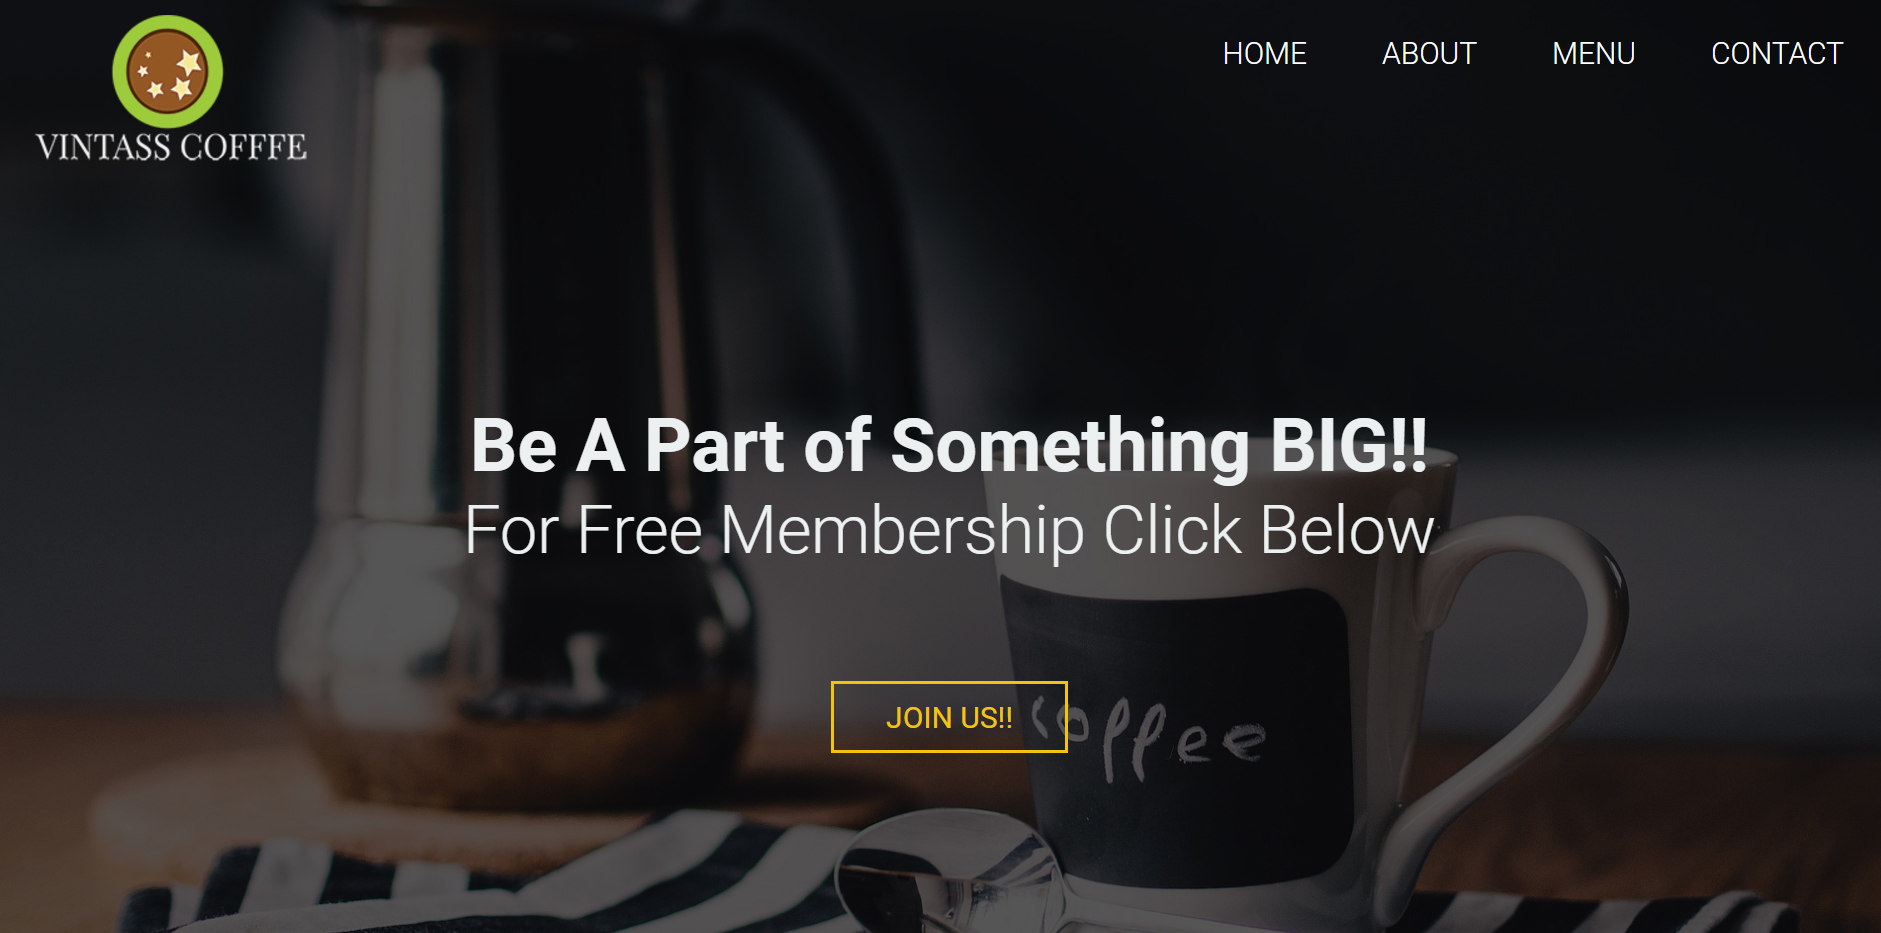 VINTASS COFFFE
HOME ABOUT MENU CONTACT
Be A Part of Something BIG!!
For Free Membership Click Below
JOIN US!!
coffee